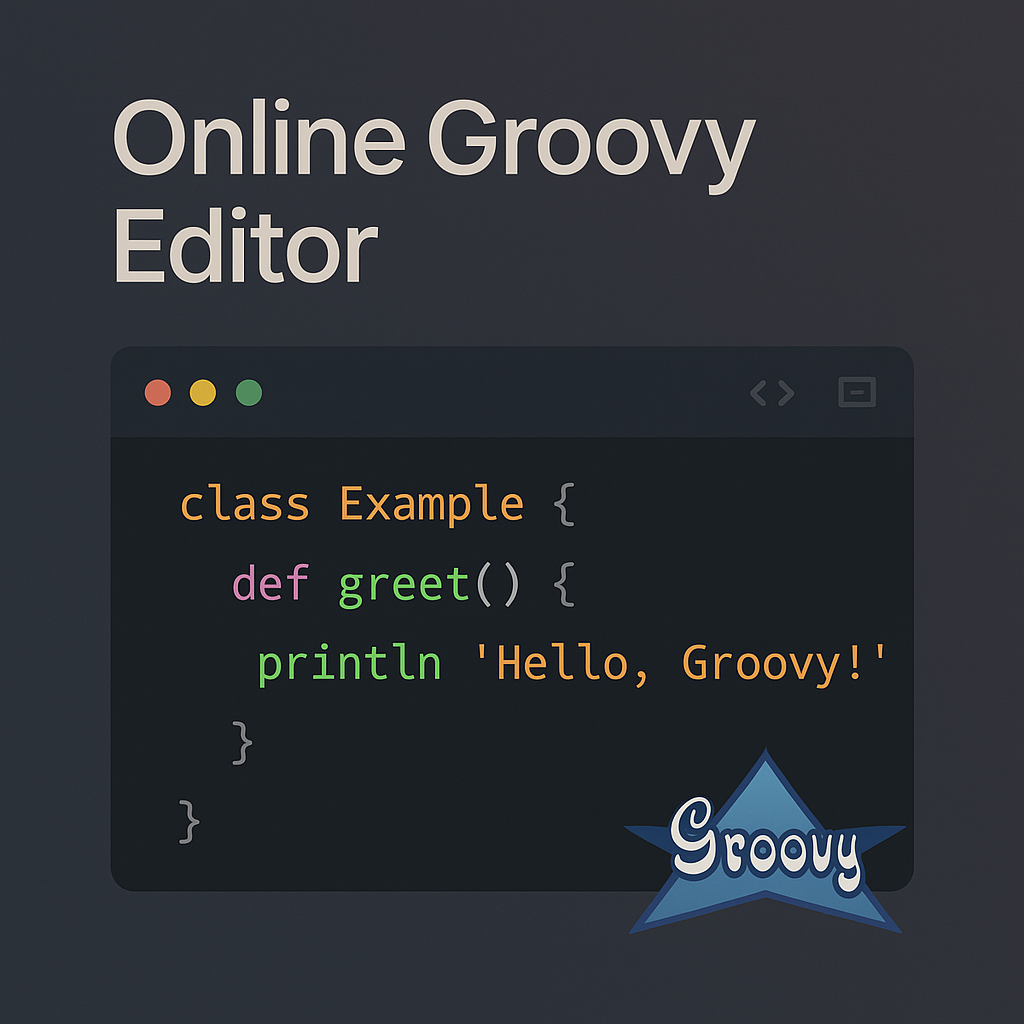 Online Groovy
Editor
class Example {
def greet() {
println 'Hello, Groovy!'
}
}
Groovy